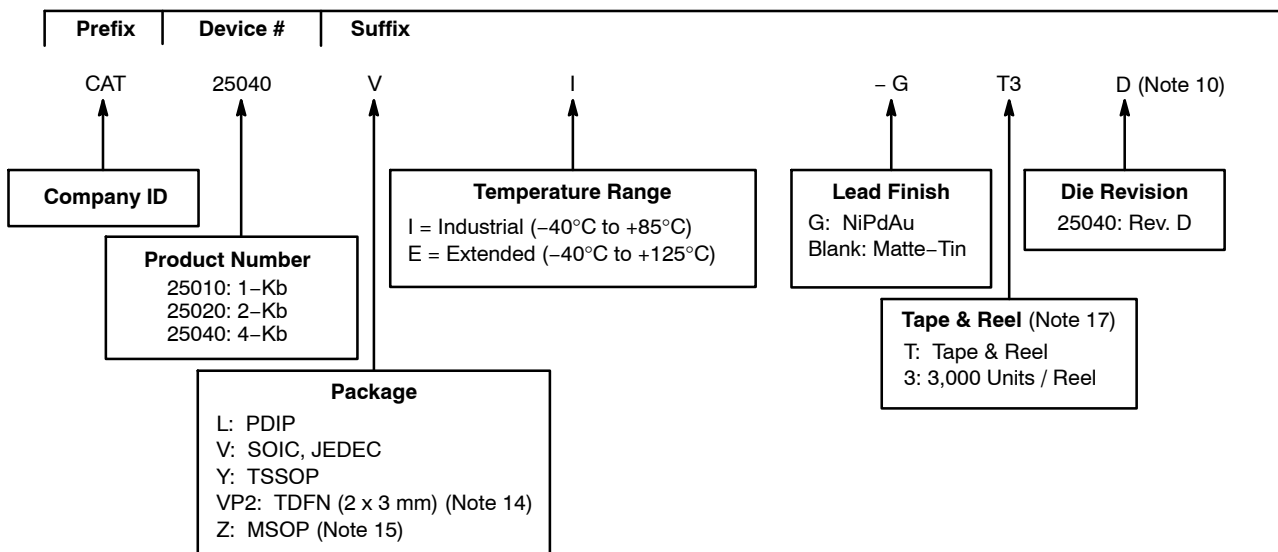 Prefix Device # Suffix
CAT 25040 V I – G T3 D (Note 10)
Company ID
Temperature Range
I = Industrial (−40°C to +85°C)
E = Extended (−40°C to +125°C)
Lead Finish
G: NiPdAu
Blank: Matte−Tin
Die Revision
25040: Rev. D
Product Number
25010: 1−Kb
25020: 2−Kb
25040: 4−Kb
Tape & Reel (Note 17)
T: Tape & Reel
3: 3,000 Units / Reel
Package
L: PDIP
V: SOIC, JEDEC
Y: TSSOP
VP2: TDFN (2 x 3 mm) (Note 14)
Z: MSOP (Note 15)